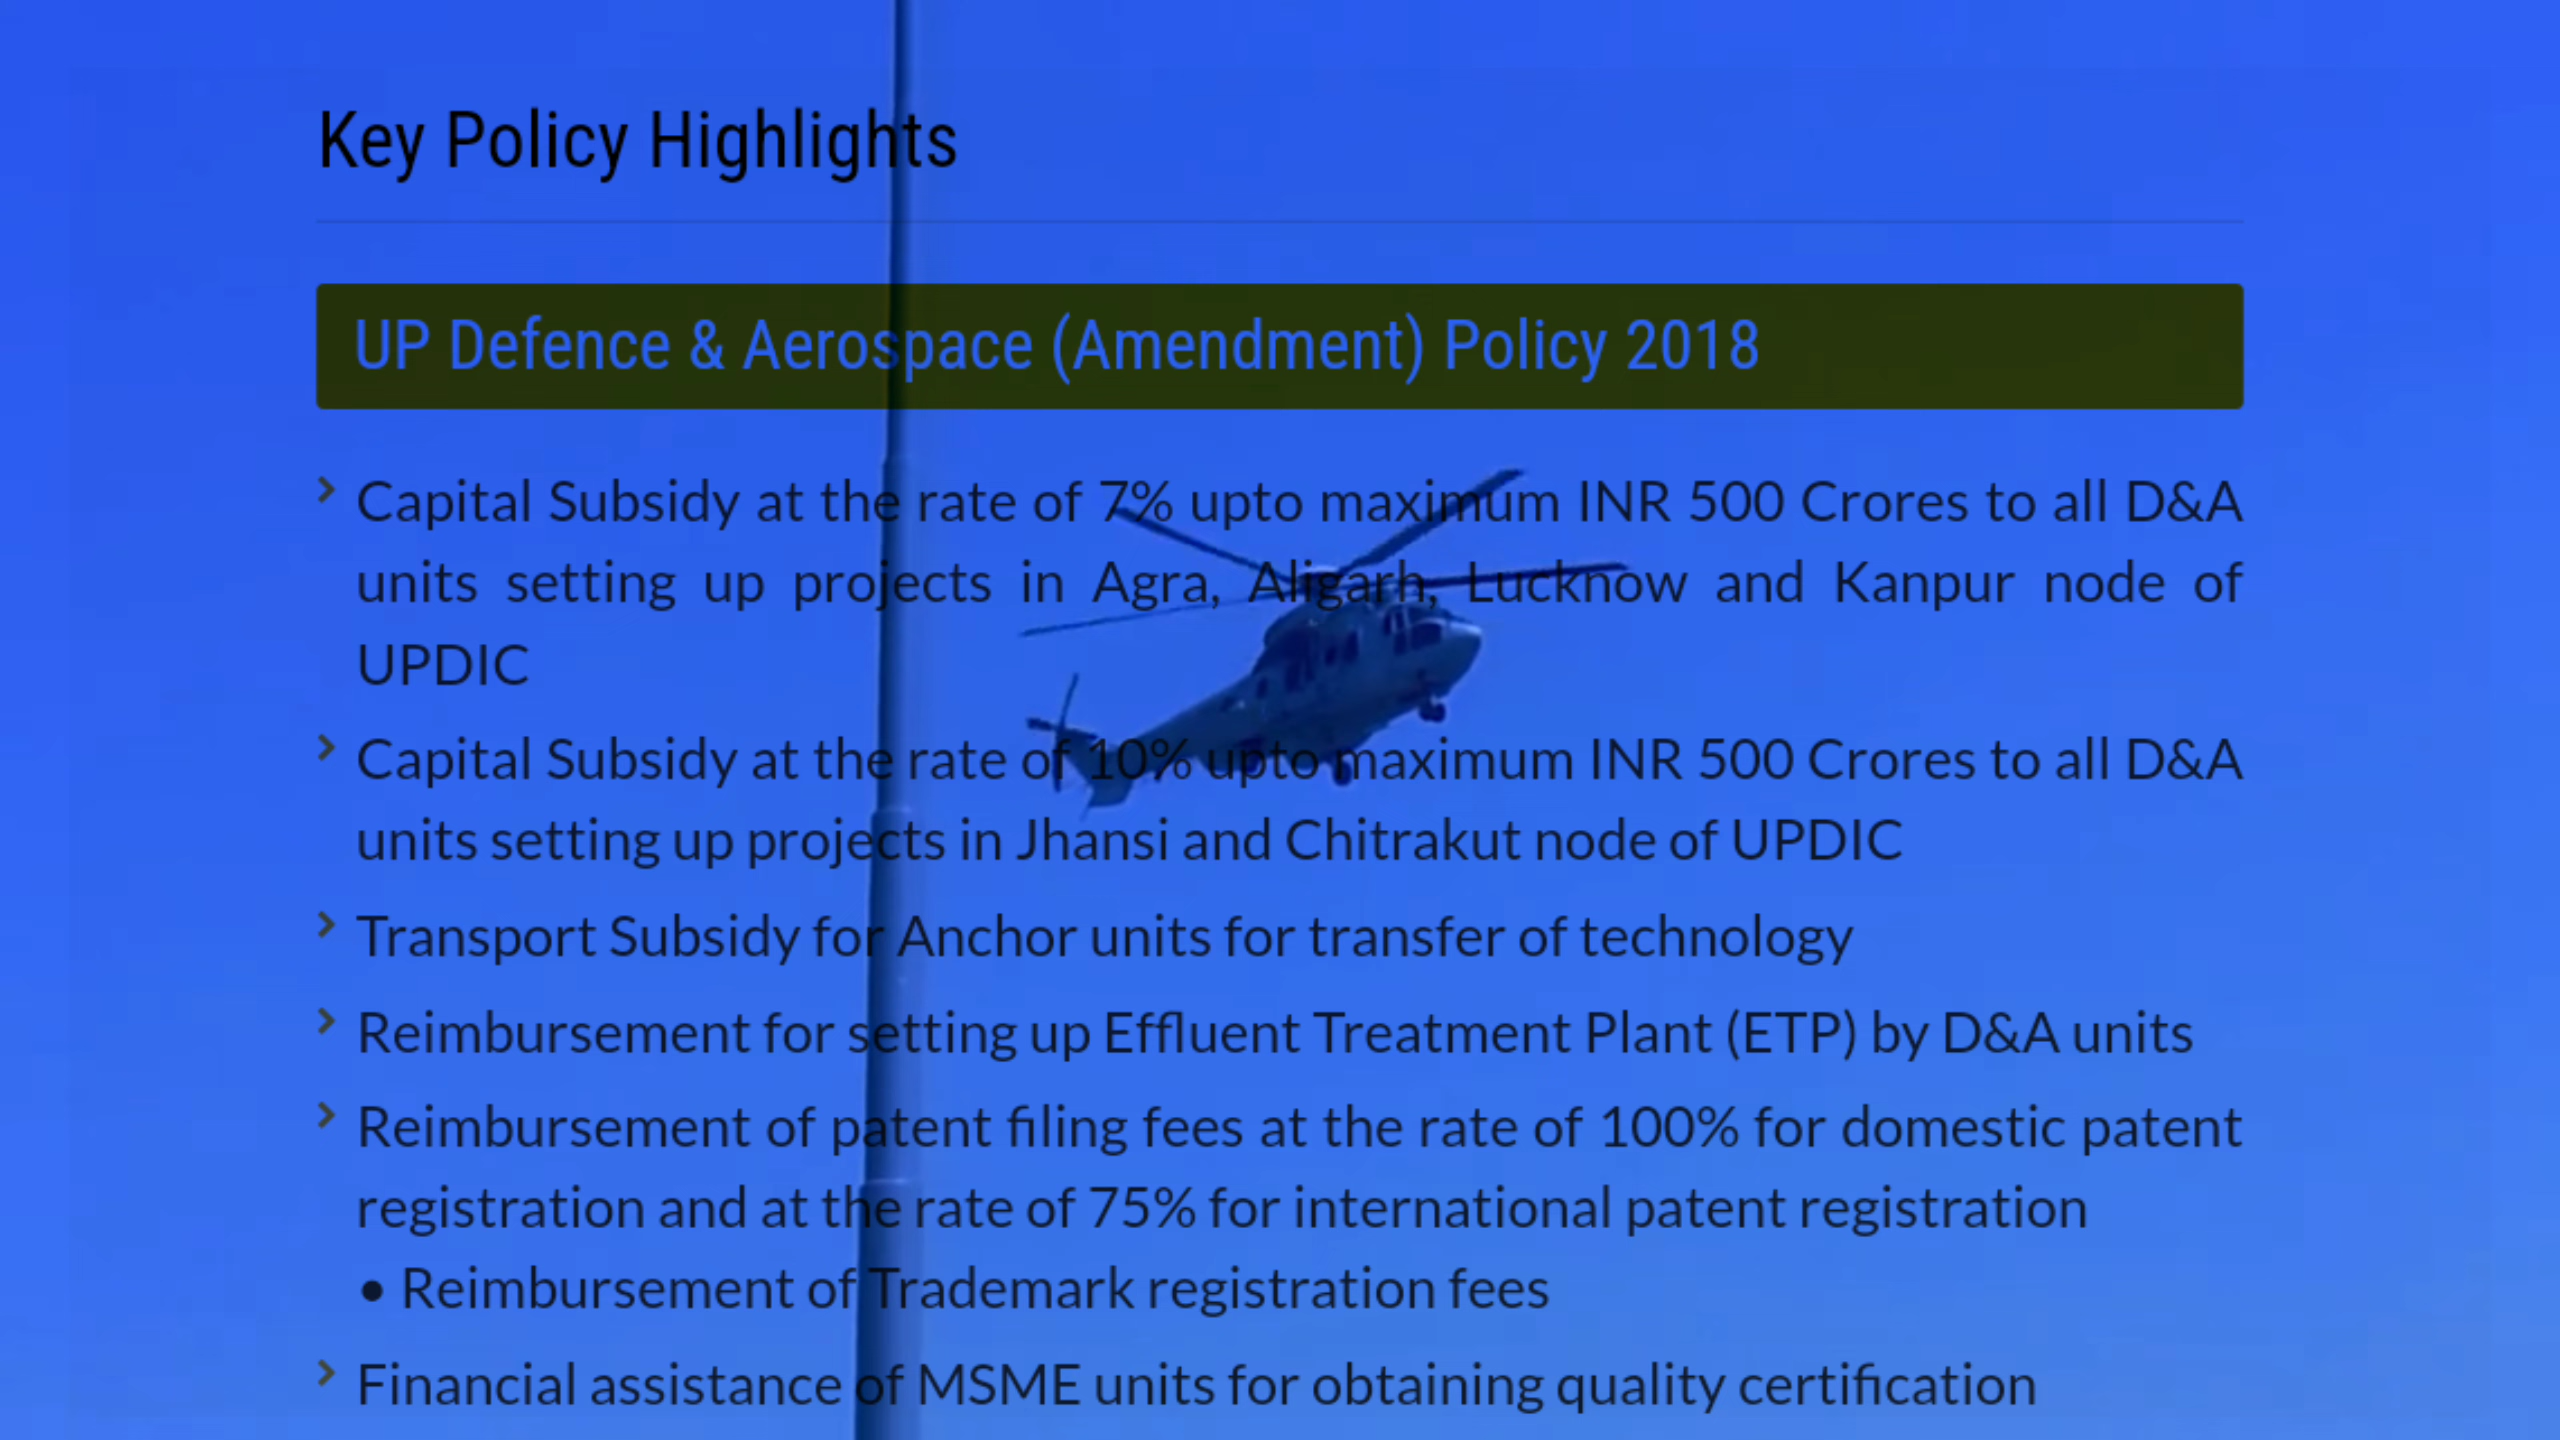 Key Policy Highlights
UP Defence & Aerospace (Amendment) Policy 2018
Capital Subsidy at the rate of 7% upto maximum INR 500 Crores to all D&A
units setting up projects in Agra, Aligarh, Lucknow and Kanpur node of
UPDIC
Capital Subsidy at the rate of 10% upto maximum INR 500 Crores to all D&A
units setting up projects in Jhansi and Chitrakut node of UPDIC
Transport Subsidy for Anchor units for transfer of technology
Reimbursement for setting up Effluent Treatment Plant (ETP) by D&A units
Reimbursement of patent filing fees at the rate of 100% for domestic patent
registration and at the rate of 75% for international patent registration
• Reimbursement of Trademark registration fees
Financial assistance of MSME units for obtaining quality certification